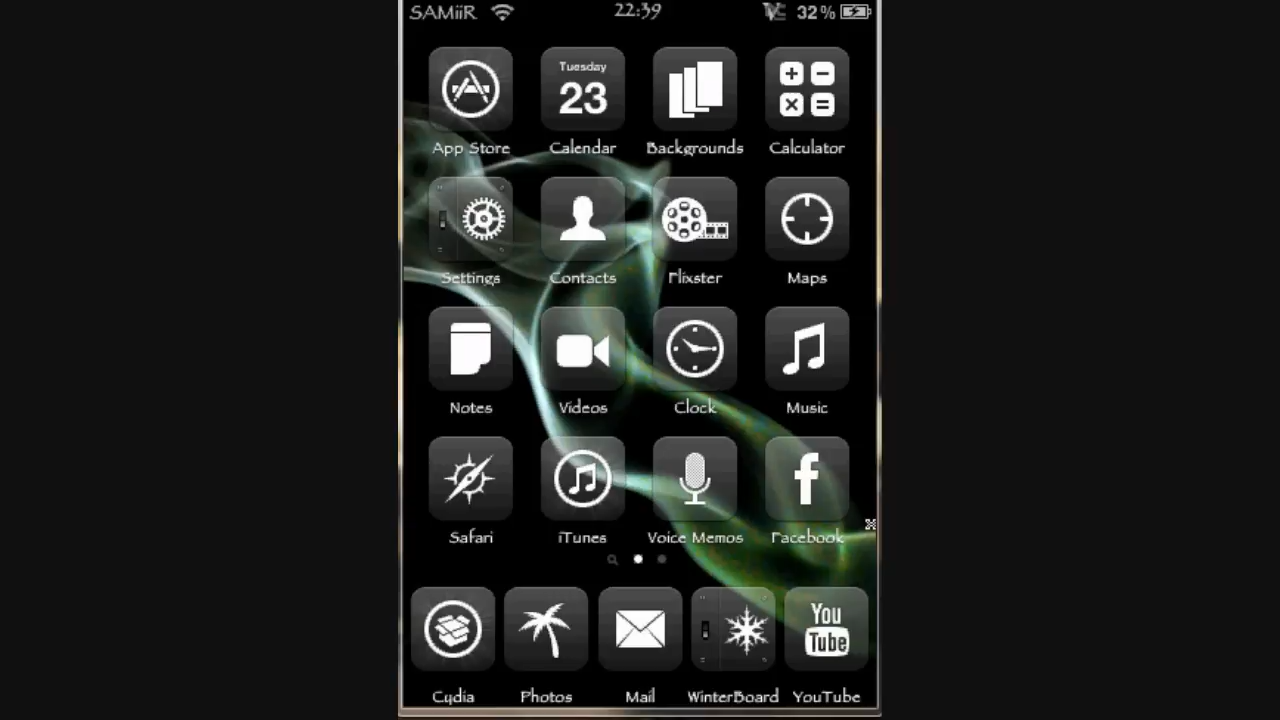 SAMiiR 22:39 32%
Tuesday
23
App Store Calendar Backgrounds Calculator
Settings Contacts Flixster Maps
Notes Videos Clock Music
f
Safari iTunes Voice Memos Facebook
You
Tube
Cydia Photos Mail WinterBoard YouTube